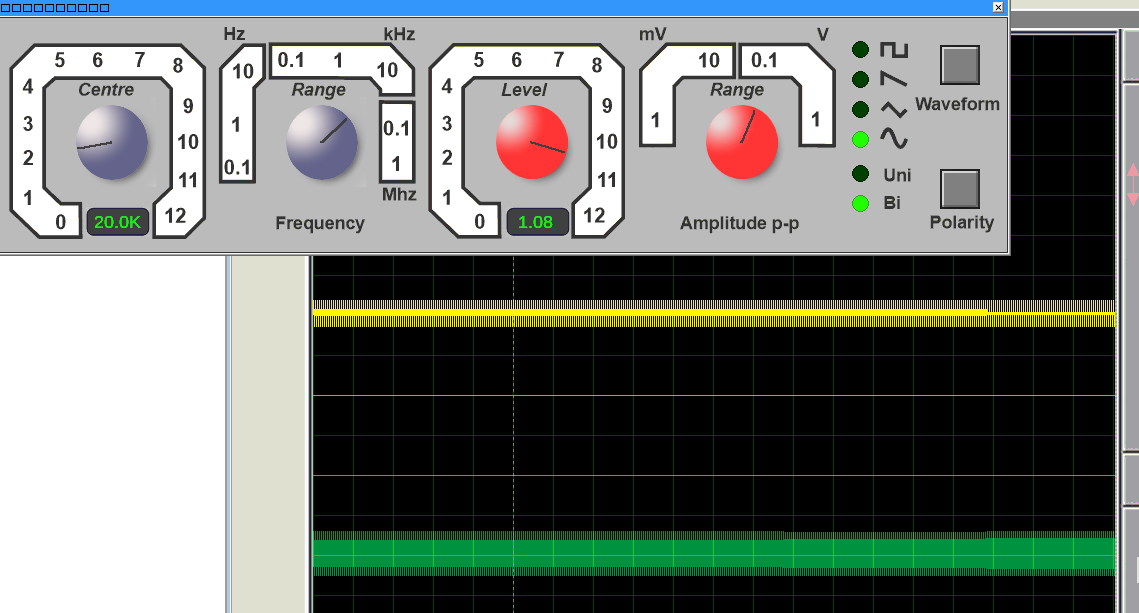 Hz kHz mV V
5 6 7 8
4
3
2
1
0
9
10
11
12
Centre
20.0K
10
1
0.1
0.1 1 10
Range
0.1
1
Mhz
Frequency
5 6 7 8
4
3
2
1
0
9
10
11
12
Level
1.08
10
1
0.1
1
Range
Amplitude p-p
Waveform
Uni
Bi
Polarity